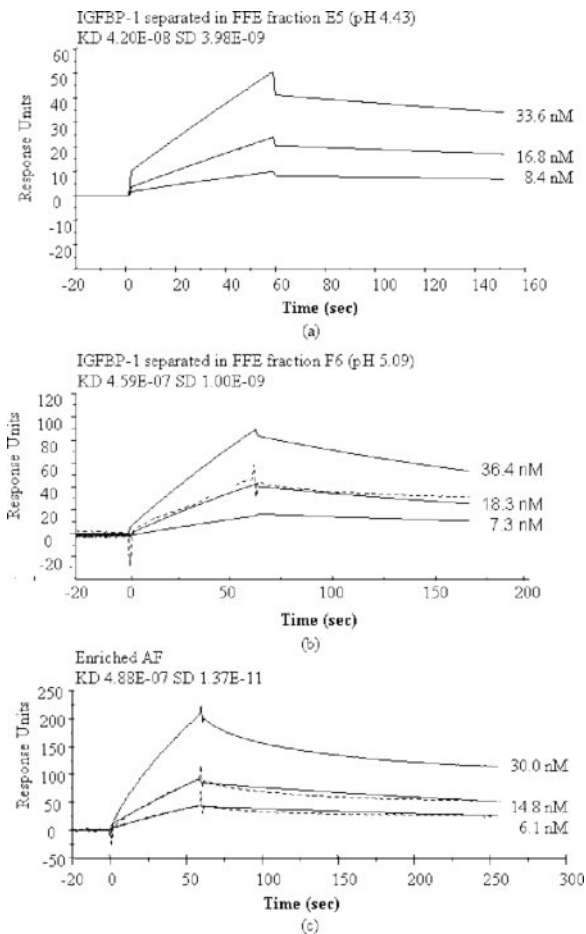 IGFBP-1 separated in FFE fraction E5 (pH 4.43)
KD 4.20E-08 SD 3.98E-09
Response Units
60
50
40
30
20
10
0
-10
-20
33.6 nM
16.8 nM
8.4 nM
-20 0 20 40 60 80 100 120 140 160
Time (sec)
(a)
IGFBP-1 separated in FFE fraction F6 (pH 5.09)
KD 4.59E-07 SD 1.00E-09
Response Units
120
100
80
60
40
20
0
-20
36.4 nM
18.3 nM
7.3 nM
-20 0 50 100 150 200
Time (sec)
(b)
Enriched AF
KD 4.88E-07 SD 1.37E-11
Response Units
250
200
150
100
50
0
-50
30.0 nM
14.8 nM
6.1 nM
-20 0 50 100 150 200 250 300
Time (sec)
(c)